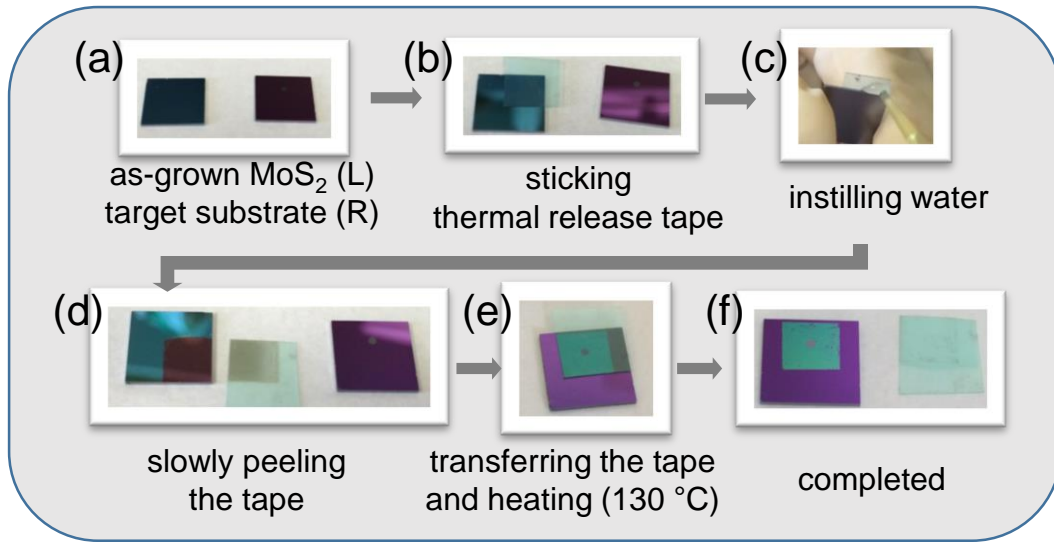 (a)
as-grown MoS₂ (L)
target substrate (R)
(b)
sticking
thermal release tape
(c)
instilling water
(d)
slowly peeling
the tape
(e)
transferring the tape
and heating (130 °C)
(f)
completed